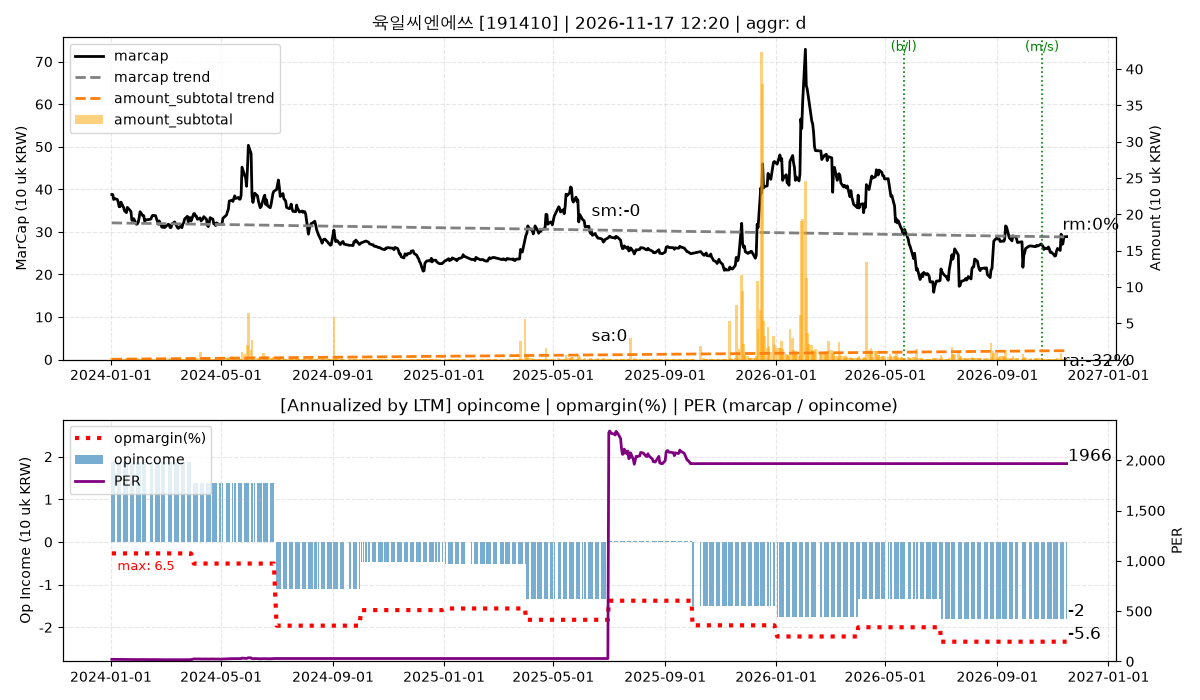 육일씨엔에쓰 [191410] | 2026-11-17 12:20 | aggr: d
marcap
marcap trend
amount_subtotal trend
amount_subtotal
(b/l)
(m/s)
sm:-0
rm:0%
sa:0
ra:-32%
MarCap (10 uk KRW)
70
60
50
40
30
20
10
0
Amount (10 uk KRW)
40
35
30
25
20
15
10
5
2024-01-01 2024-05-01 2024-09-01 2025-01-01 2025-05-01 2025-09-01 2026-01-01 2026-05-01 2026-09-01 2027-01-01
[Annualized by LTM] opincome | opmargin(%) | PER (marcap / opincome)
opmargin(%)
opincome
PER
max: 6.5
1966
-2
-5.6
Op Income (10 uk KRW)
2
1
0
-1
-2
PER
2,000
1,500
1,000
500
0
2024-01-01 2024-05-01 2024-09-01 2025-01-01 2025-05-01 2025-09-01 2026-01-01 2026-05-01 2026-09-01 2027-01-01